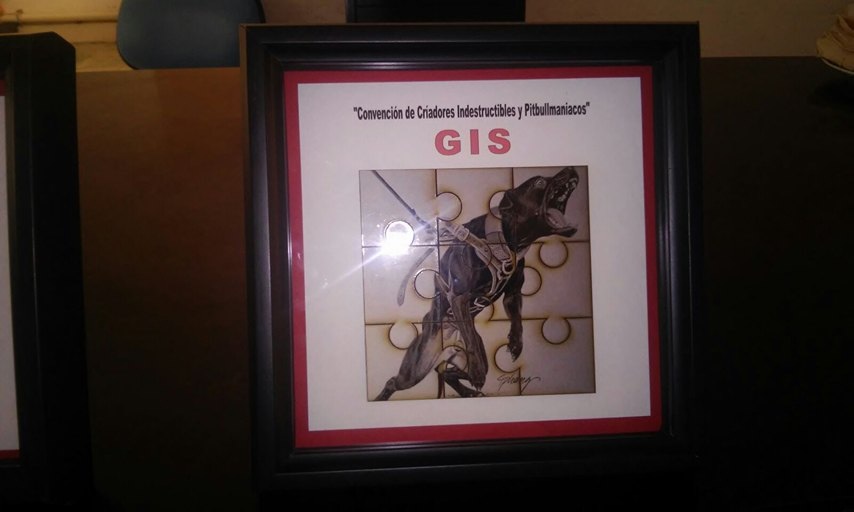 "Convención de Criadores Indestructibles y Pitbullmaniacos"
GIS